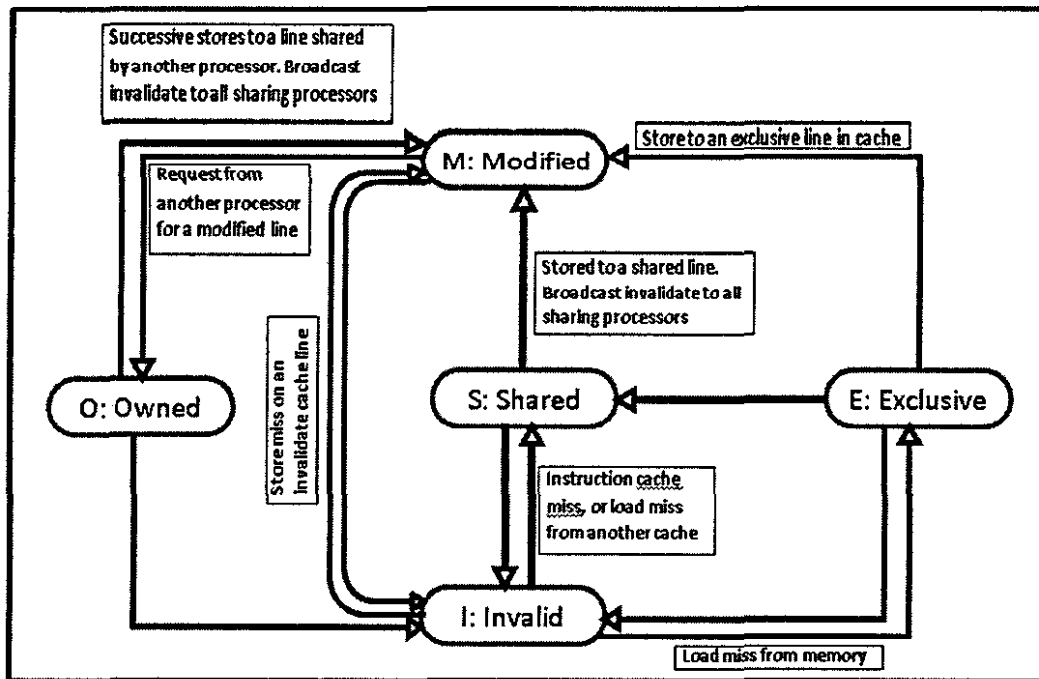 Successive stores to a line shared
by another processor. Broadcast
invalidate to all sharing processors
M: Modified
Store to an exclusive line in cache
Request from
another processor
for a modified line
Stored to a shared line.
Broadcast invalidate to all
sharing processors
Store miss on an
Invalidate cache line
O: Owned
S: Shared
E: Exclusive
Instruction cache
miss, or load miss
from another cache
I: Invalid
Load miss from memory